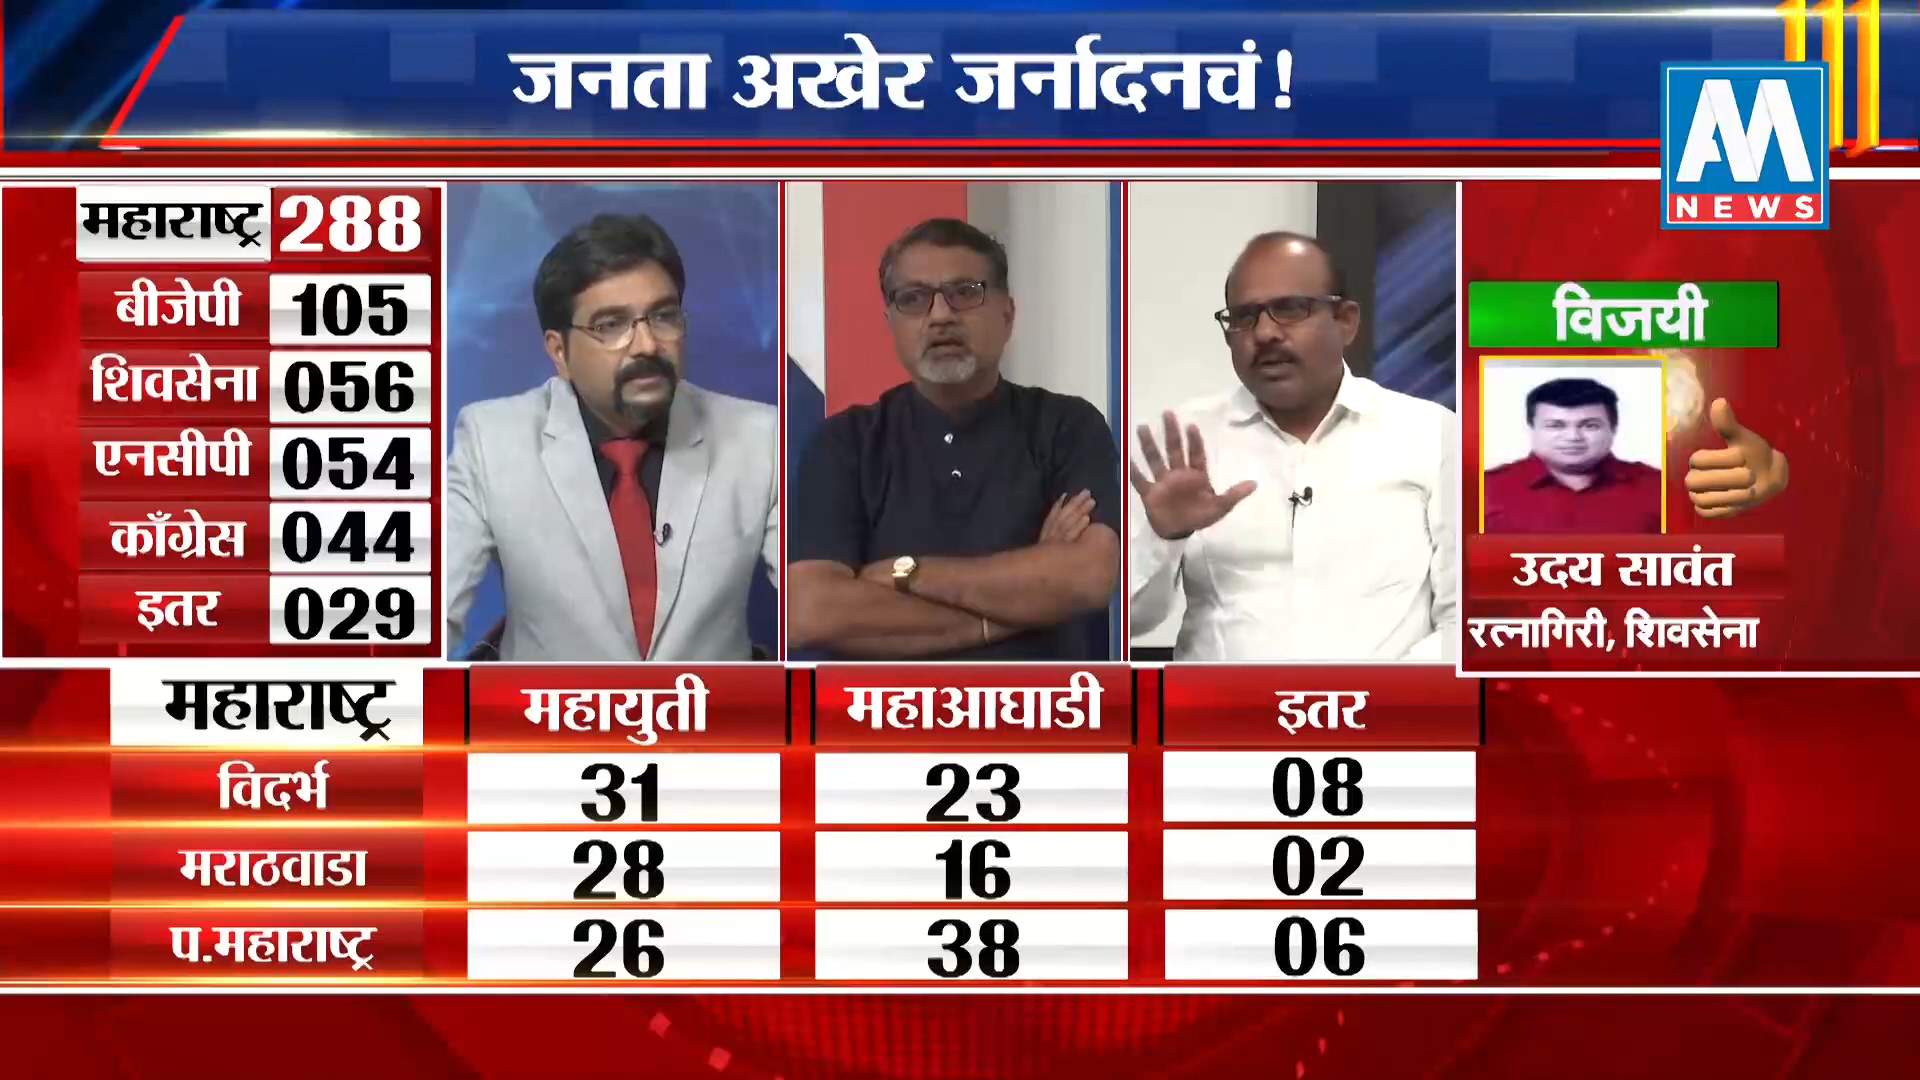 जनता अखेर जर्नादनचं!
AM
NEWS
महाराष्ट्र 288
बीजेपी 105
शिवसेना 056
एनसीपी 054
काँग्रेस 044
इतर 029
विजयी
उदय सावंत
रत्नागिरी, शिवसेना
महाराष्ट्र महायुती महाआघाडी इतर
विदर्भ 31 23 08
मराठवाडा 28 16 02
प.महाराष्ट्र 26 38 06